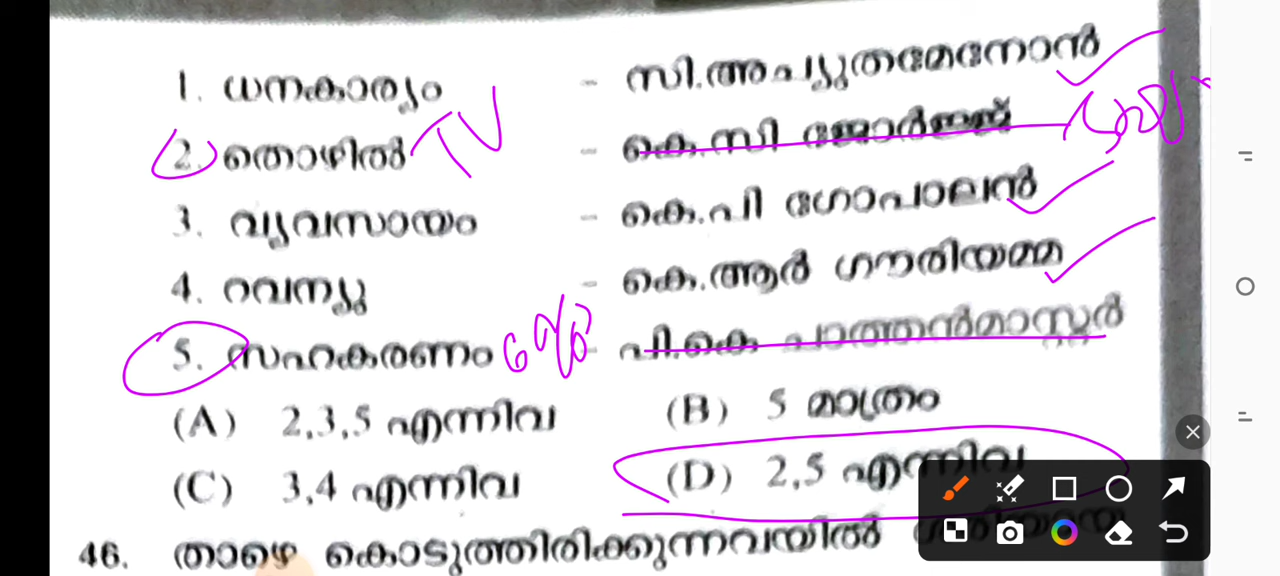 1. ധനകാര്യം - സി.അച്യുതമേനോൻ
2. തൊഴിൽ TV - കെ.സി ജോർജ്ജ്
3. വ്യവസായം - കെ.പി ഗോപാലൻ
4. റവന്യൂ - കെ.ആർ ഗൗരിയമ്മ
5. സഹകരണം - പി.കെ ചാത്തൻമാസ്റ്റർ
(A) 2,3,5 എന്നിവ (B) 5 മാത്രം
(C) 3,4 എന്നിവ (D) 2,5 എന്നിവ
46. താഴെ കൊടുത്തിരിക്കുന്നവയിൽ